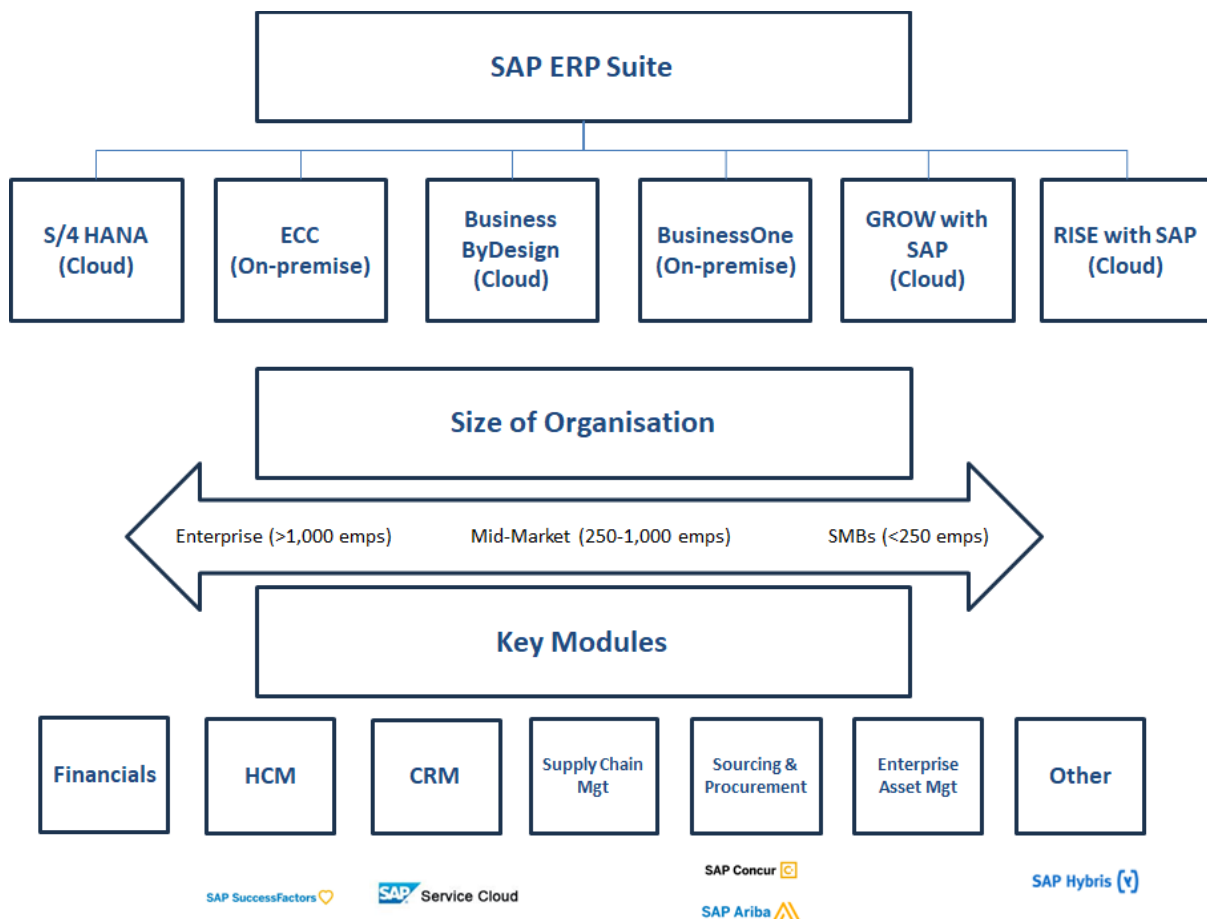 SAP ERP Suite
S/4 HANA
(Cloud)
ECC
(On-premise)
Business
ByDesign
(Cloud)
BusinessOne
(On-premise)
GROW with
SAP
(Cloud)
RISE with SAP
(Cloud)
Size of Organisation
Enterprise (>1,000 emps)
Mid-Market (250-1,000 emps)
SMBs (<250 emps)
Key Modules
Financials
HCM
CRM
Supply Chain
Mgt
Sourcing &
Procurement
Enterprise
Asset Mgt
Other
SAP SuccessFactors
SAP Service Cloud
SAP Concur
SAP Ariba
SAP Hybris